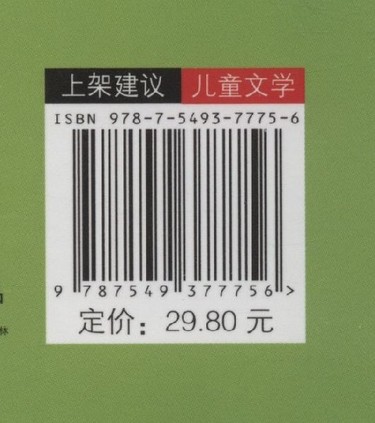 上架建议 儿童文学
ISBN 978-7-5493-7775-6
9 787549 377756 >
定价：29.80 元
林